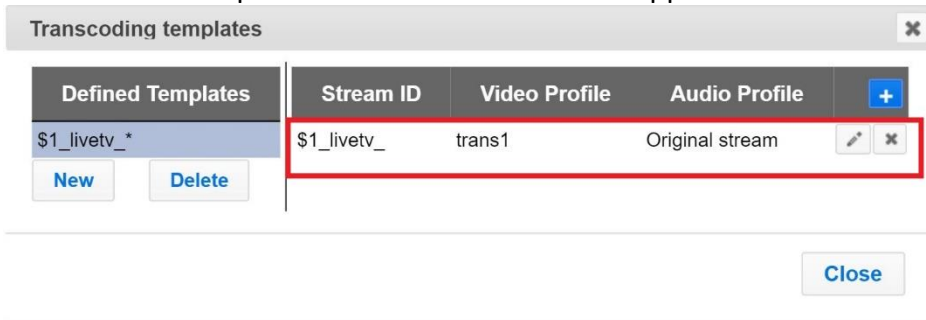 Transcoding templates
Defined Templates
Stream ID Video Profile Audio Profile +
$1_livetv_*
$1_livetv_ trans1 Original stream
New Delete
Close